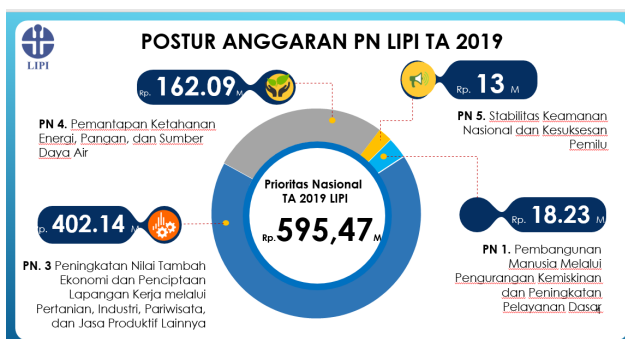 LIPI
POSTUR ANGGARAN PN LIPI TA 2019
Rp. 162.09 M
PN 4. Pemantapan Ketahanan
Energi, Pangan, dan Sumber
Daya Air
Rp. 13 M
PN 5. Stabilitas Keamanan
Nasional dan Kesuksesan
Pemilu
Prioritas Nasional
TA 2019 LIPI
Rp. 595,47 M
Rp. 402.14 M
PN. 3 Peningkatan Nilai Tambah
Ekonomi dan Penciptaan
Lapangan Kerja melalui
Pertanian, Industri, Pariwisata,
dan Jasa Produktif Lainnya
Rp. 18.23 M
PN 1. Pembangunan
Manusia Melalui
Pengurangan Kemiskinan
dan Peningkatan
Pelayanan Dasar